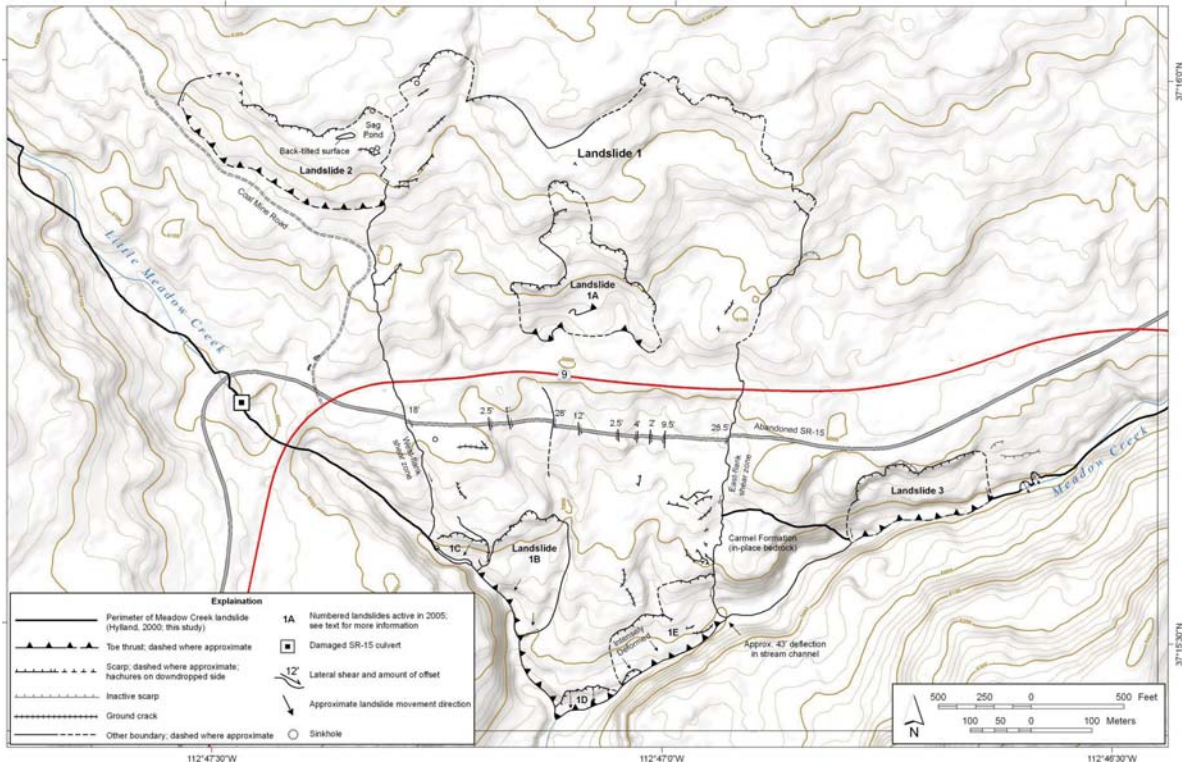 37°16'0"N
Sag
Pond
Back-tilted surface
Landslide 2
Landslide 1
Coal Mine Road
Little Meadow Creek
Landslide
1A
9
18'
2.5'
1'
28'
12'
2.5'
4'
2'
9.5'
28.5'
Abandoned SR-15
West-flank
shear zone
East-flank
shear zone
Landslide 3
Meadow Creek
Carmel Formation
(in-place bedrock)
1C
Landslide
1B
Intensely
Deformed
1E
1D
Approx. 43' deflection
in stream channel
37°15'30"N
Explaination
Perimeter of Meadow Creek landslide
(Hylland, 2000; this study)
Toe thrust; dashed where approximate
Scarp; dashed where approximate;
hachures on downdropped side
Inactive scarp
Ground crack
Other boundary; dashed where approximate
1A
Numbered landslides active in 2005;
see text for more information
Damaged SR-15 culvert
12'
Lateral shear and amount of offset
Approximate landslide movement direction
Sinkhole
N
500 250 0 500 Feet
100 50 0 100 Meters
112°47'30"W
112°47'0"W
112°46'30"W